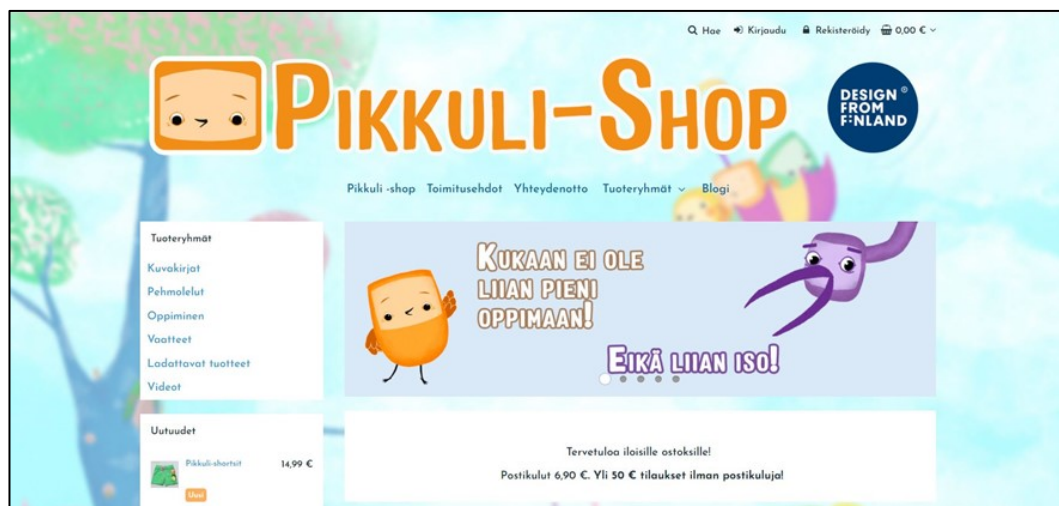 Hae Kirjaudu Rekisteröidy 0,00 €
PIKKULI-SHOP
DESIGN ®
FROM
FINLAND
Pikkuli -shop Toimitusehdot Yhteydenotto Tuoteryhmät Blogi
Tuoteryhmät
Kuvakirjat
Pehmolelut
Oppiminen
Vaatteet
Ladattavat tuotteet
Videot
KUKAAN EI OLE
LIIAN PIENI
OPPIMAAN!
EIKÄ LIIAN ISO!
Uutuudet
Pikkuli-shortsit 14,99 €
Uusi
Tervetuloa iloisille ostoksille!
Postikulut 6,90 €. Yli 50 € tilaukset ilman postikuluja!